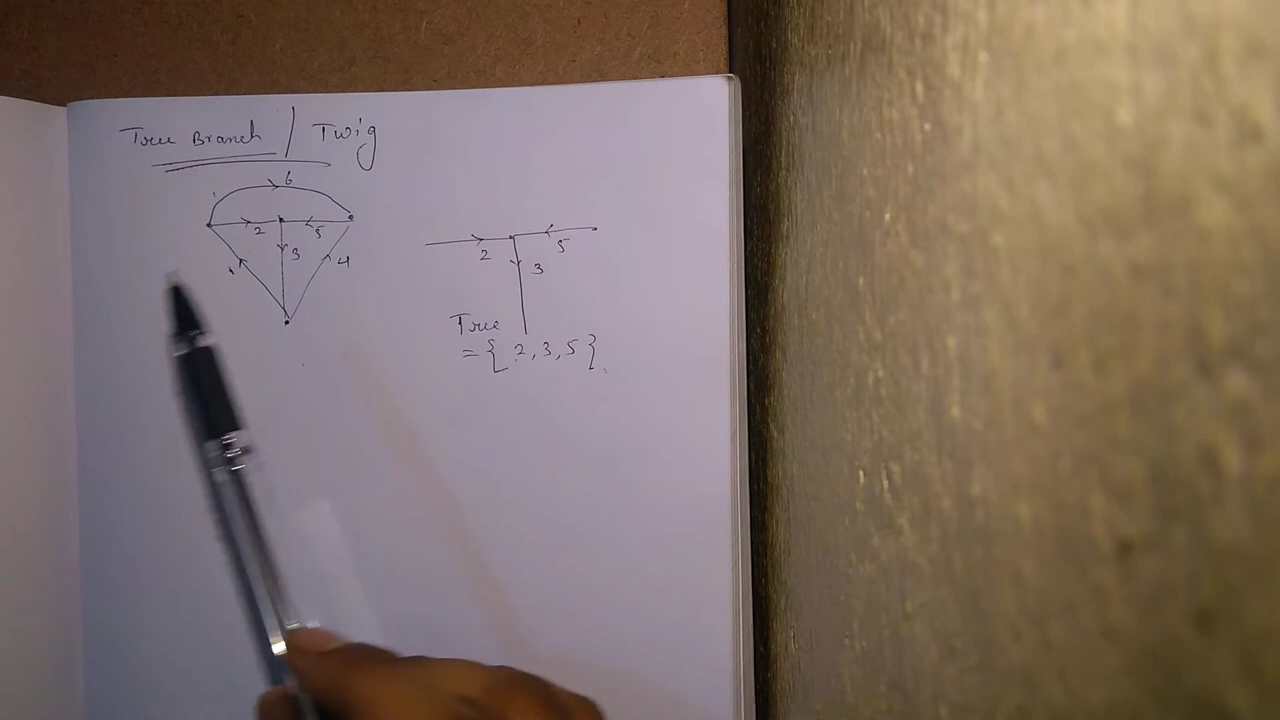 Tree Branch / Twig
6
2 5
3
1 4
2 5
3
Tree
= { 2, 3, 5 }